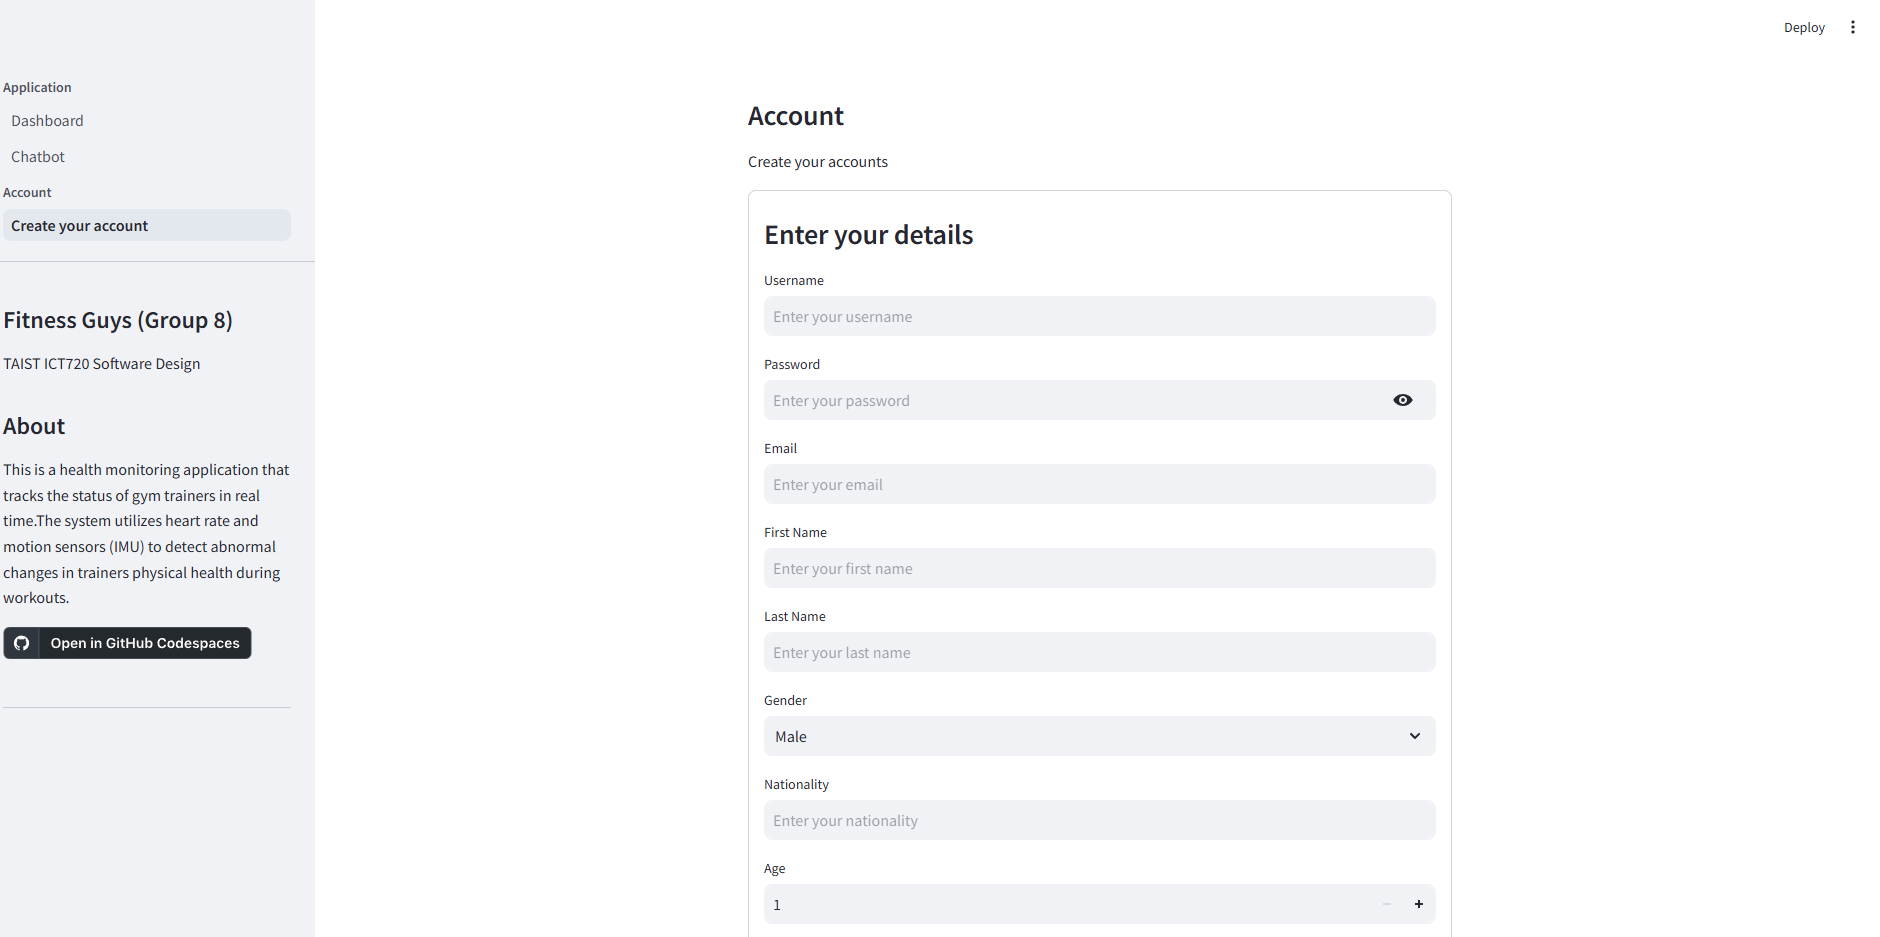 Deploy
Application
Dashboard
Chatbot
Account
Create your account
Fitness Guys (Group 8)
TAIST ICT720 Software Design
About
This is a health monitoring application that
tracks the status of gym trainers in real
time.The system utilizes heart rate and
motion sensors (IMU) to detect abnormal
changes in trainers physical health during
workouts.
Open in GitHub Codespaces
Account
Create your accounts
Enter your details
Username
Enter your username
Password
Enter your password
Email
Enter your email
First Name
Enter your first name
Last Name
Enter your last name
Gender
Male
Nationality
Enter your nationality
Age
1